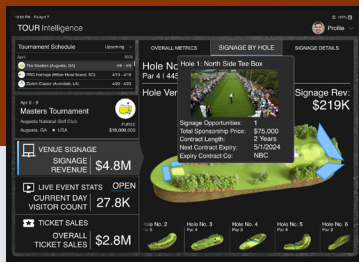 TOUR Intelligence
Profile
Tournament Schedule
Upcoming
OVERALL METRICS
SIGNAGE BY HOLE
SIGNAGE DETAILS
April
The Masters (Augusta, GA)
RBC Heritage (Hilton Head Island, SC)
Zurich Classic (Avondale, LA)
Hole No
Par 4 | 445
Hole 1: North Side Tee Box
Hole Ven
Signage Rev:
$219K
Signage Opportunities: 1
Total Sponsorship Price: $75,000
Contract Length: 2 Years
Next Contract Expiry: 5/1/2024
Expiry Contract Co: NBC
Masters Tournament
Augusta National Golf Club
Augusta, GA • USA
PURSE
$18,000,000
VENUE SIGNAGE
SIGNAGE REVENUE
$4.8M
LIVE EVENT STATS OPEN
CURRENT DAY VISITOR COUNT
27.8K
TICKET SALES
OVERALL TICKET SALES
$2.8M
Hole No. 2
Hole No. 3
Hole No. 4
Hole No. 5
Hole No. 6